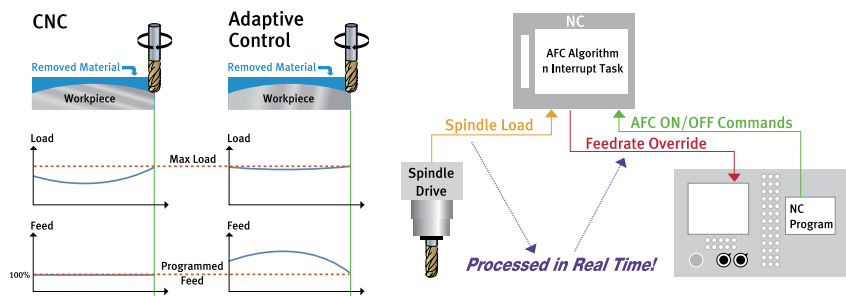 CNC
Removed Material
Workpiece
Load
Feed
100%
Adaptive
Control
Removed Material
Workpiece
Load
Max Load
Feed
Programmed
Feed
NC
AFC Algorithm
n Interrupt Task
Spindle Load
AFC ON/OFF Commands
Feedrate Override
Spindle
Drive
NC
Program
Processed in Real Time!